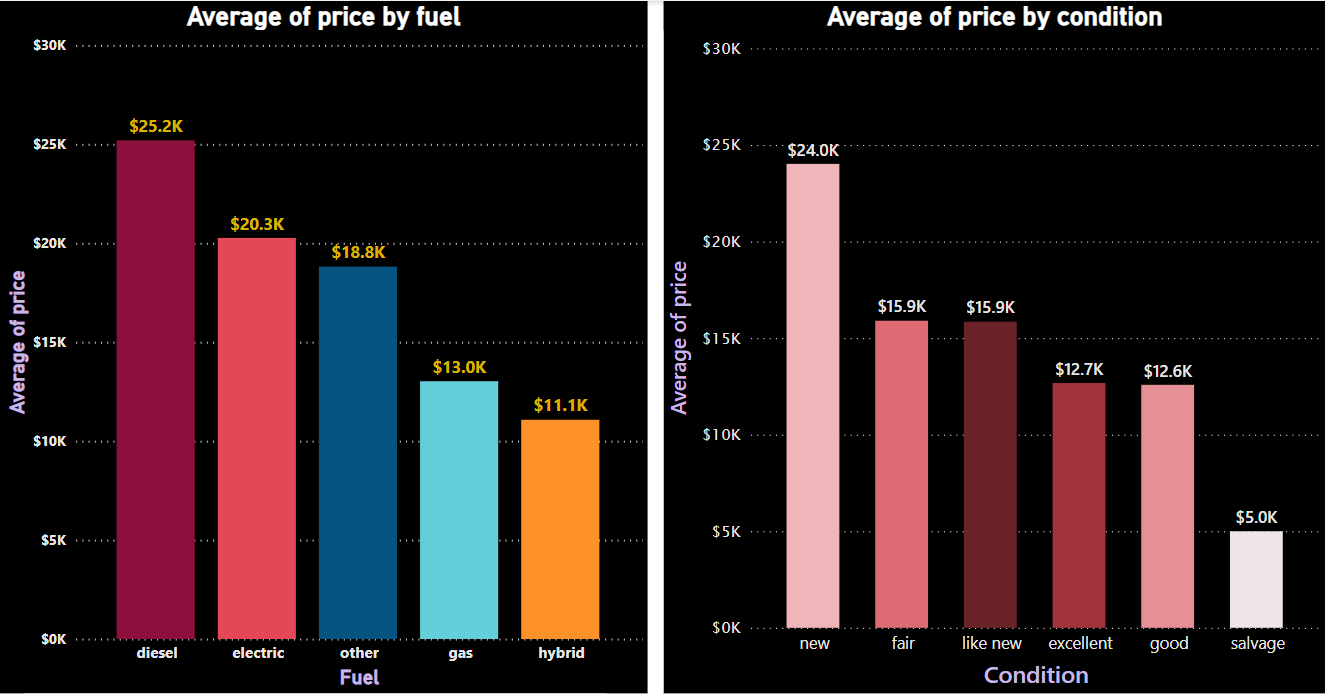 Average of price by fuel
$30K
$25K
$20K
$15K
$10K
$5K
$0K
Average of price
$25.2K
$20.3K
$18.8K
$13.0K
$11.1K
diesel electric other gas hybrid
Fuel
Average of price by condition
$30K
$25K
$20K
$15K
$10K
$5K
$0K
Average of price
$24.0K
$15.9K
$15.9K
$12.7K
$12.6K
$5.0K
new fair like new excellent good salvage
Condition